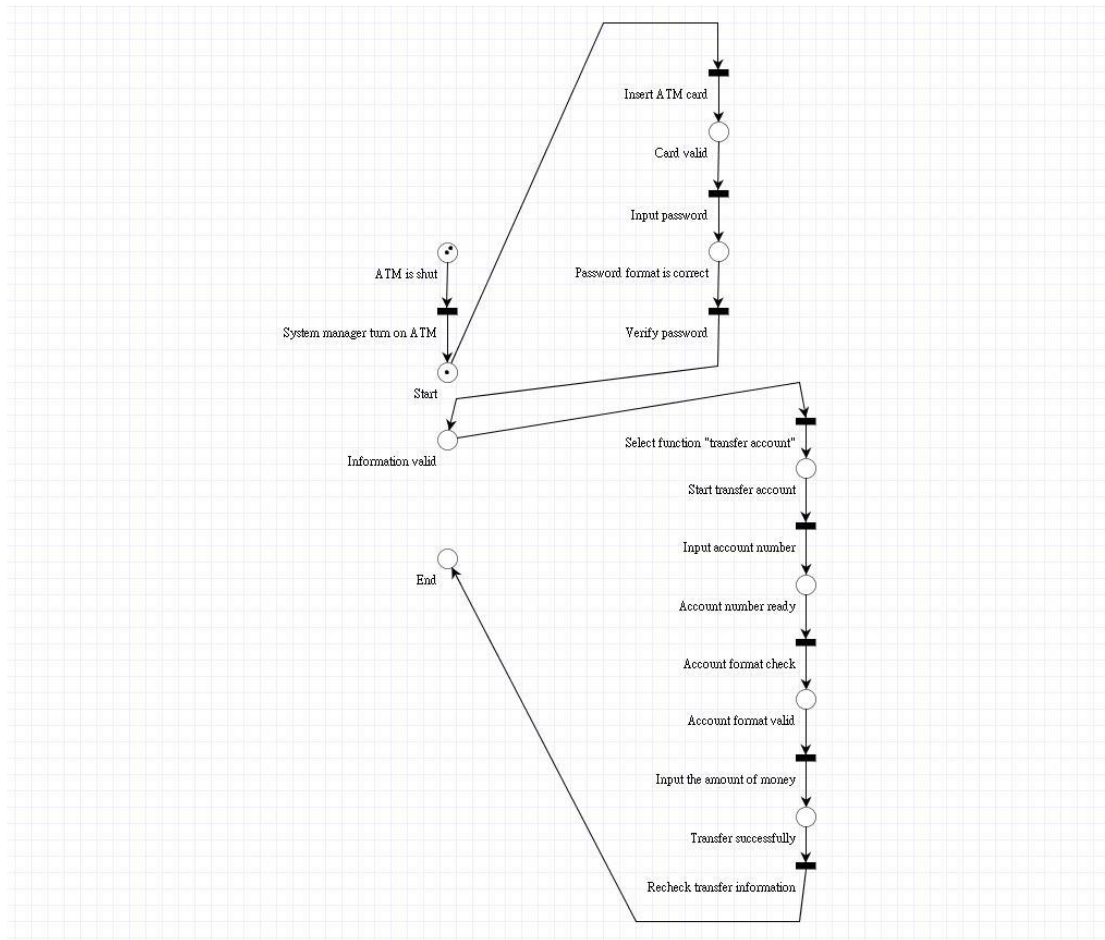 Insert ATM card
Card valid
Input password
Password format is correct
ATM is shut
System manager turn on ATM
Verify password
Start
Information valid
Select function "transfer account"
Start transfer account
Input account number
End
Account number ready
Account format check
Account format valid
Input the amount of money
Transfer successfully
Recheck transfer information